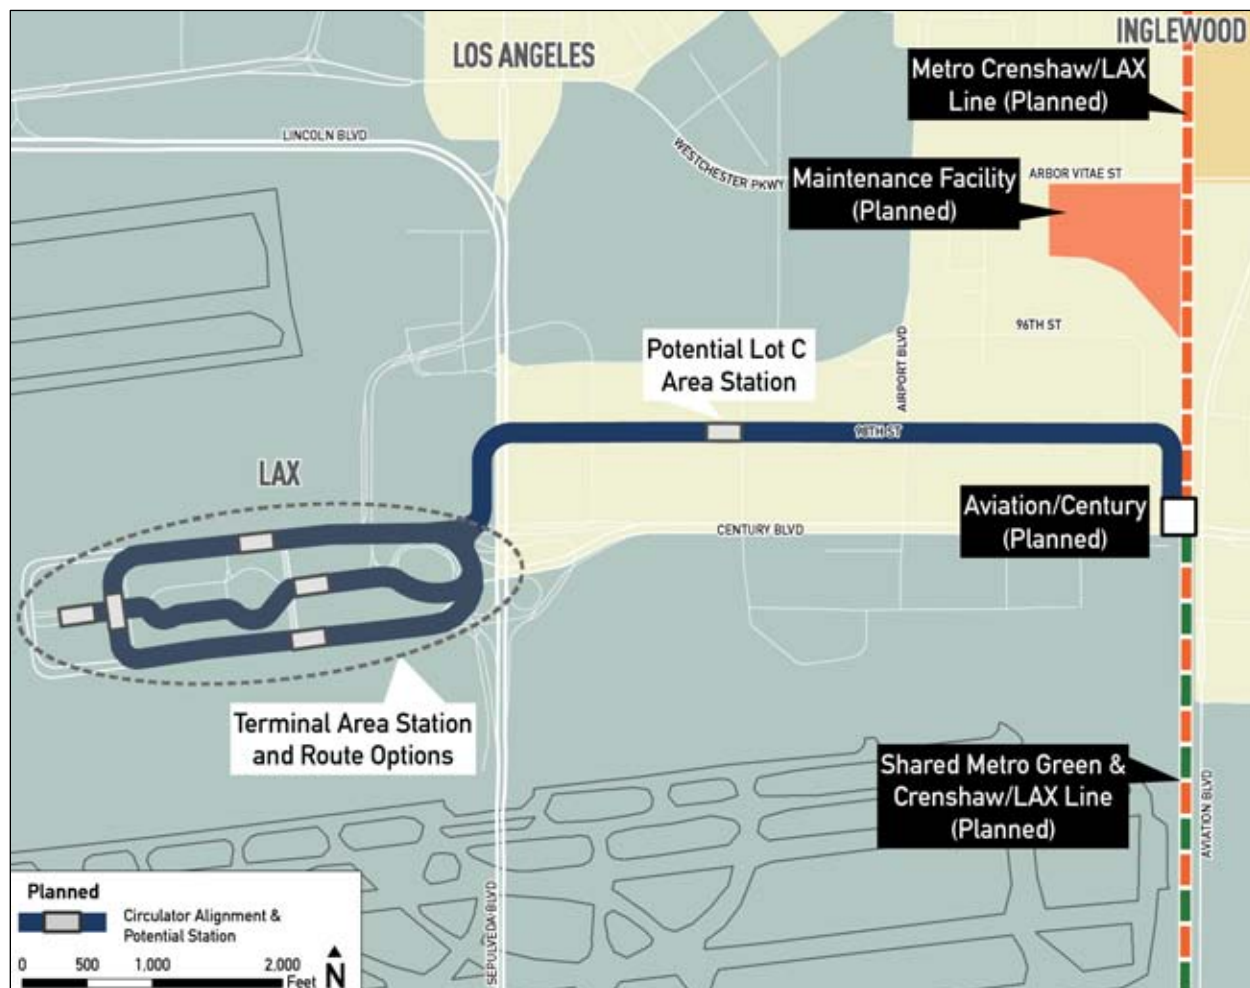 INGLEWOOD
LOS ANGELES
Metro Crenshaw/LAX
Line (Planned)
LINCOLN BLVD
WESTCHESTER PKWY
Maintenance Facility
(Planned)
ARBOR VITAE ST
96TH ST
Potential Lot C
Area Station
AIRPORT BLVD
98TH ST
LAX
Aviation/Century
(Planned)
CENTURY BLVD
Terminal Area Station
and Route Options
Shared Metro Green &
Crenshaw/LAX Line
(Planned)
AVIATION BLVD
SEPULVEDA BLVD
Planned
Circulator Alignment &
Potential Station
0 500 1,000 2,000
Feet
N